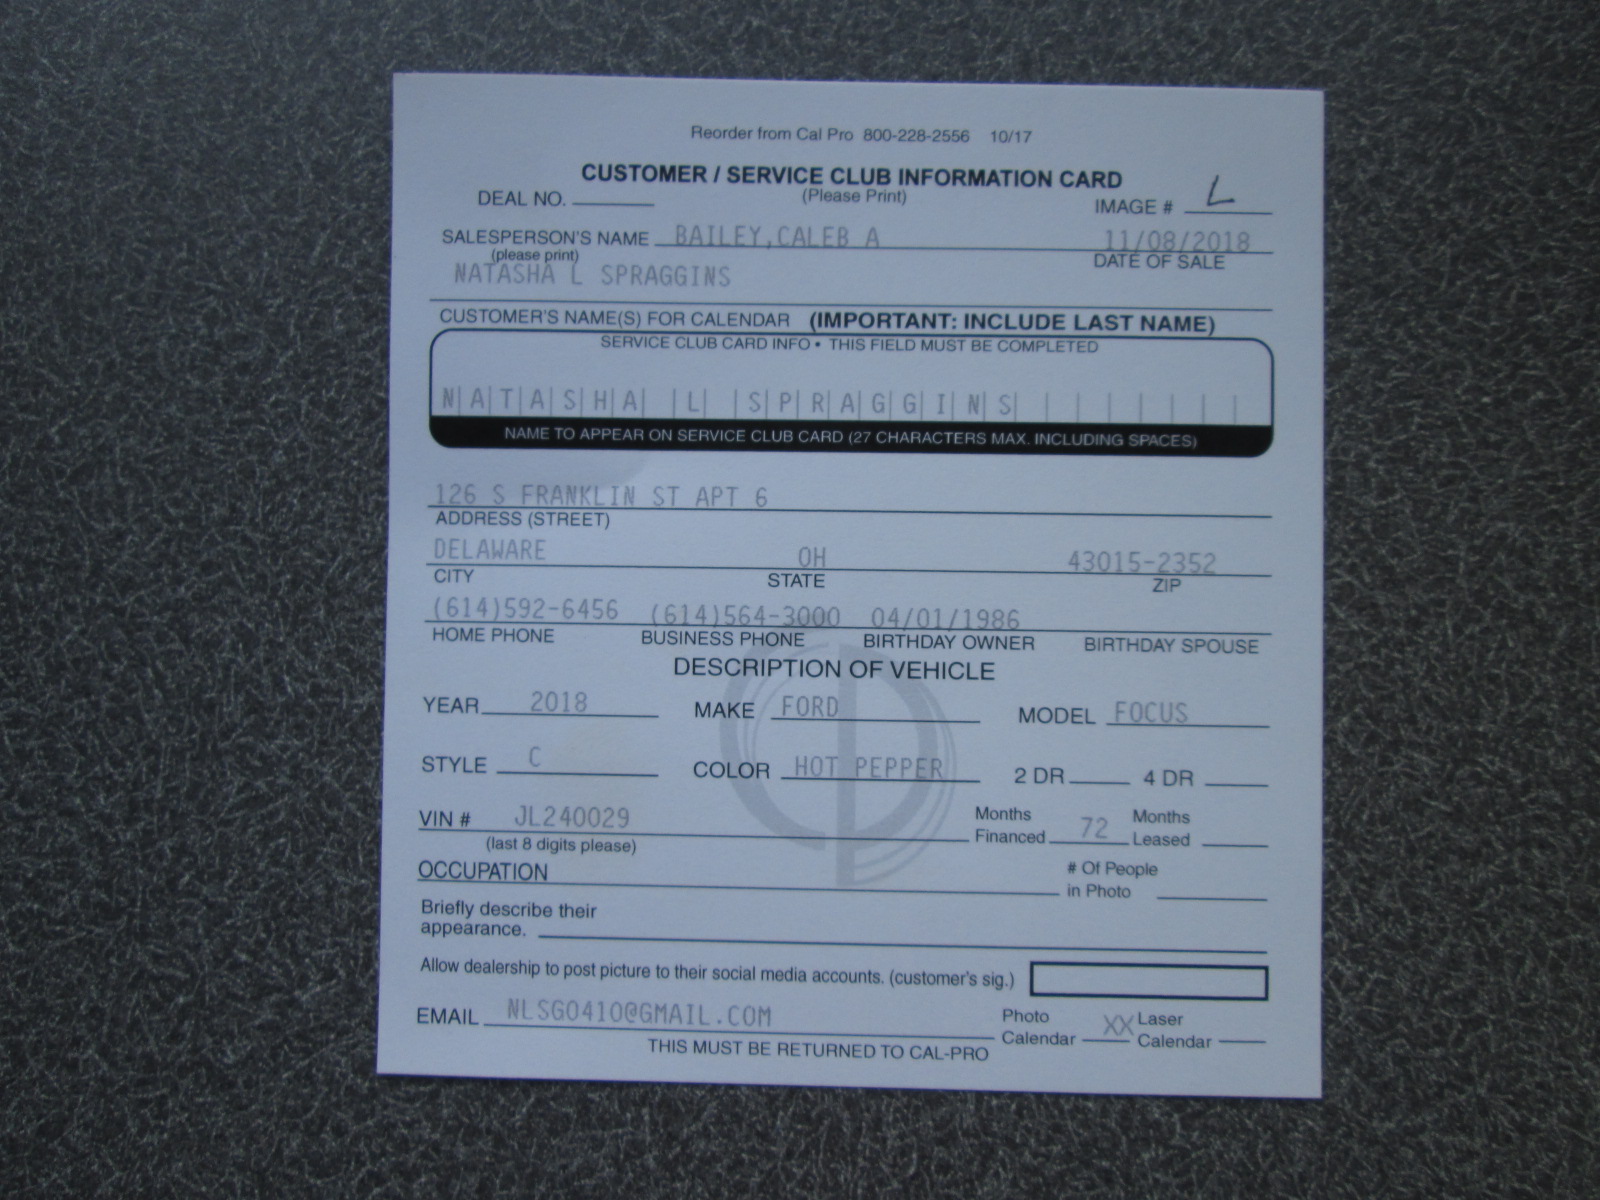 Reorder from Cal Pro 800-228-2556 10/17
CUSTOMER / SERVICE CLUB INFORMATION CARD
DEAL NO. (Please Print) IMAGE # L
SALESPERSON'S NAME BAILEY,CALEB A 11/08/2018
(please print) DATE OF SALE
NATASHA L SPRAGGINS
CUSTOMER'S NAME(S) FOR CALENDAR (IMPORTANT: INCLUDE LAST NAME)
SERVICE CLUB CARD INFO • THIS FIELD MUST BE COMPLETED
NATASHA L SPRAGGINS
NAME TO APPEAR ON SERVICE CLUB CARD (27 CHARACTERS MAX. INCLUDING SPACES)
126 S FRANKLIN ST APT 6
ADDRESS (STREET)
DELAWARE OH 43015-2352
CITY STATE ZIP
(614)592-6456 (614)564-3000 04/01/1986
HOME PHONE BUSINESS PHONE BIRTHDAY OWNER BIRTHDAY SPOUSE
DESCRIPTION OF VEHICLE
YEAR 2018 MAKE FORD MODEL FOCUS
STYLE C COLOR HOT PEPPER 2 DR 4 DR
VIN # JL240029 Months Financed 72 Months Leased
(last 8 digits please)
OCCUPATION # Of People in Photo
Briefly describe their
appearance.
Allow dealership to post picture to their social media accounts. (customer's sig.)
EMAIL NLSG0410@GMAIL.COM Photo Calendar XX Laser Calendar
THIS MUST BE RETURNED TO CAL-PRO